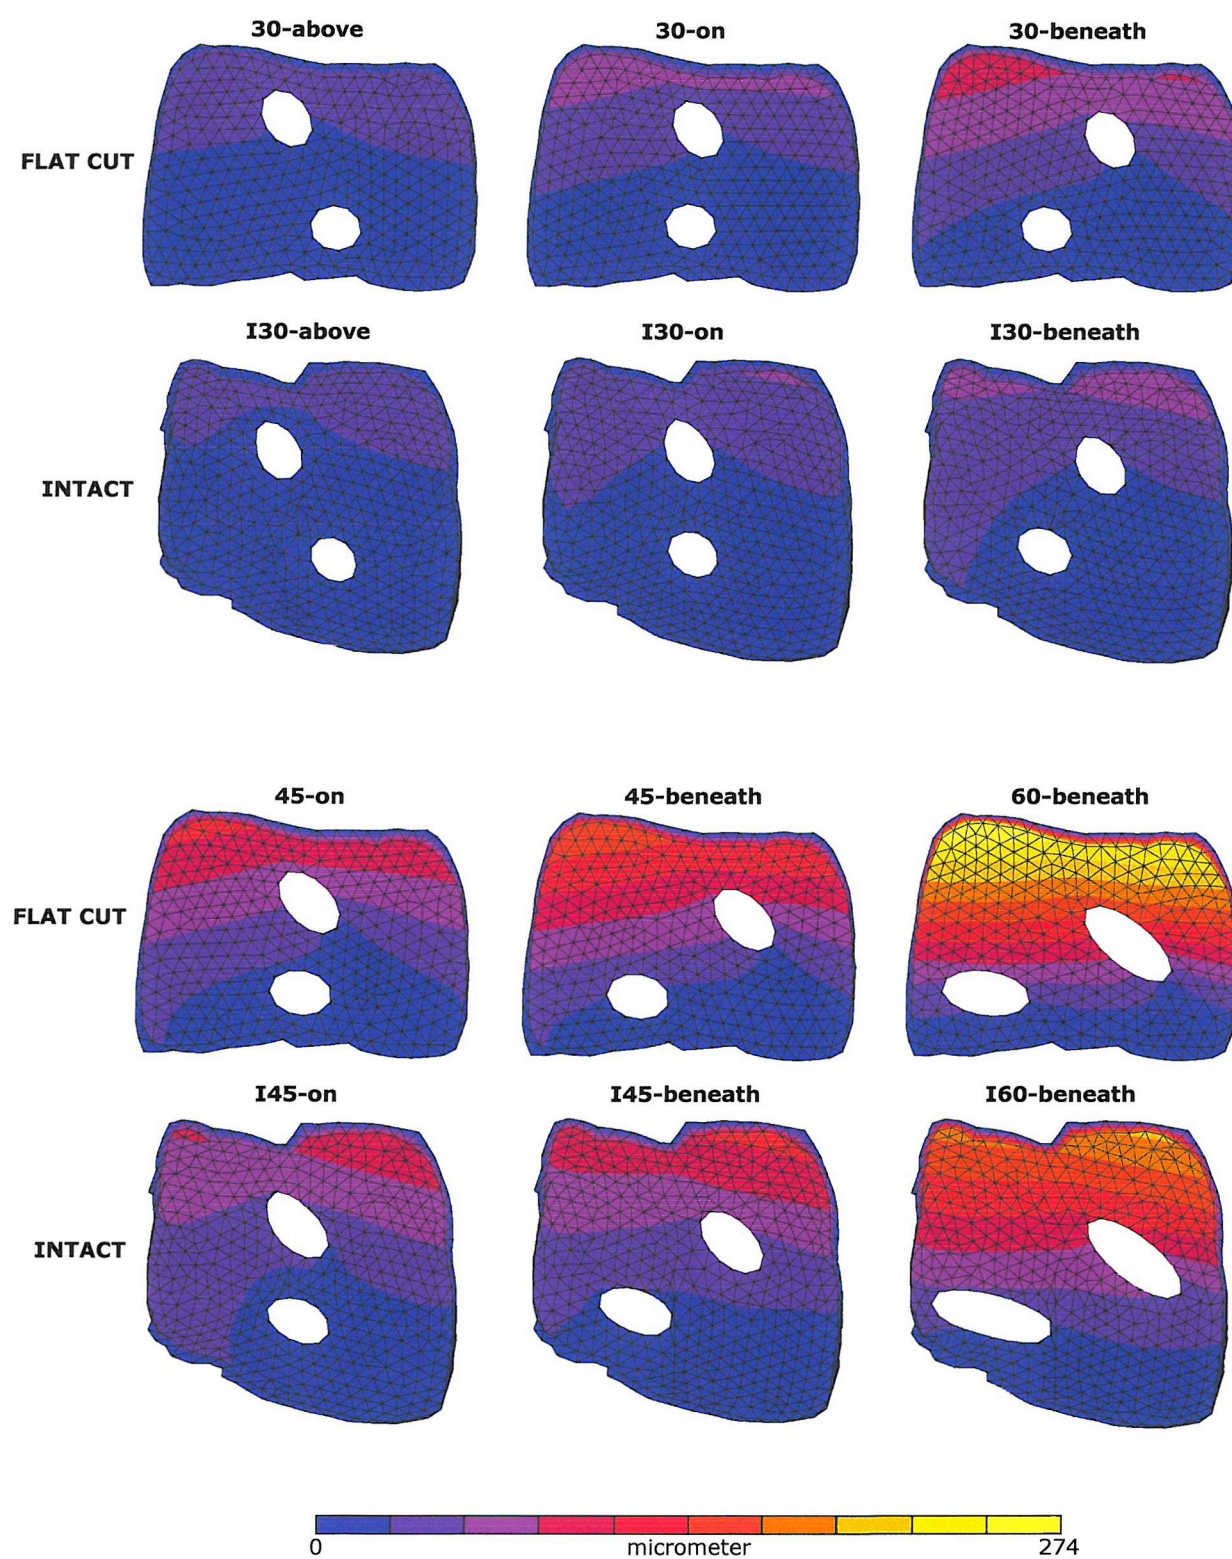 30-above 30-on 30-beneath
FLAT CUT
I30-above I30-on I30-beneath
INTACT
45-on 45-beneath 60-beneath
FLAT CUT
I45-on I45-beneath I60-beneath
INTACT
0 micrometer 274